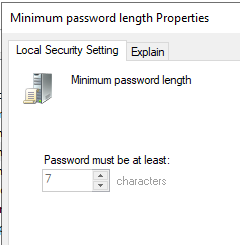 Minimum password length Properties
Local Security Setting Explain
Minimum password length
Password must be at least:
7 characters